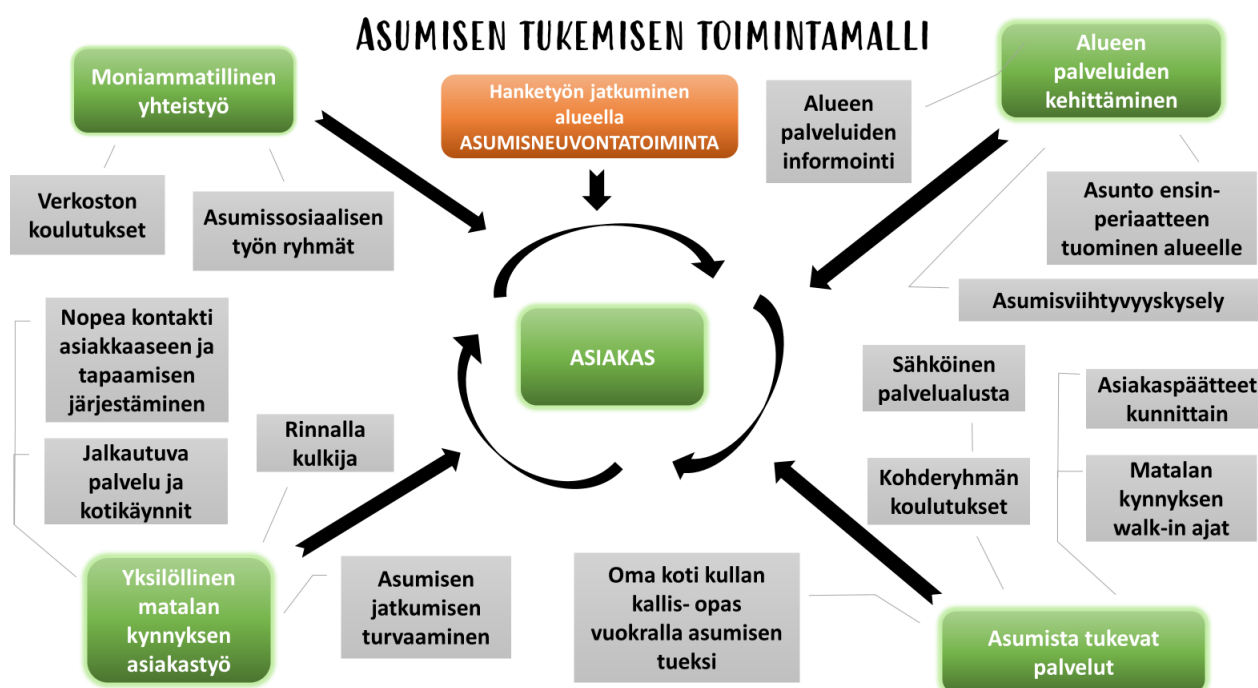 ASUMISEN TUKEMISEN TOIMINTAMALLI
Moniammatillinen
yhteistyö
Hanketyön jatkuminen
alueella
ASUMISNEUVONTATOIMINTA
Alueen
palveluiden
kehittäminen
Alueen
palveluiden
informointi
Verkoston
koulutukset
Asumissosiaalisen
työn ryhmät
Asunto ensin-
periaatteen
tuominen alueelle
Asumisviihtyvyyskysely
Nopea kontakti
asiakkaaseen ja
tapaamisen
järjestäminen
ASIAKAS
Sähköinen
palvelualusta
Asiakaspäätteet
kunnittain
Rinnalla
kulkija
Jalkautuva
palvelu ja
kotikäynnit
Kohderyhmän
koulutukset
Matalan
kynnyksen
walk-in ajat
Yksilöllinen
matalan
kynnyksen
asiakastyö
Asumisen
jatkumisen
turvaaminen
Oma koti kullan
kallis- opas
vuokralla asumisen
tueksi
Asumista tukevat
palvelut